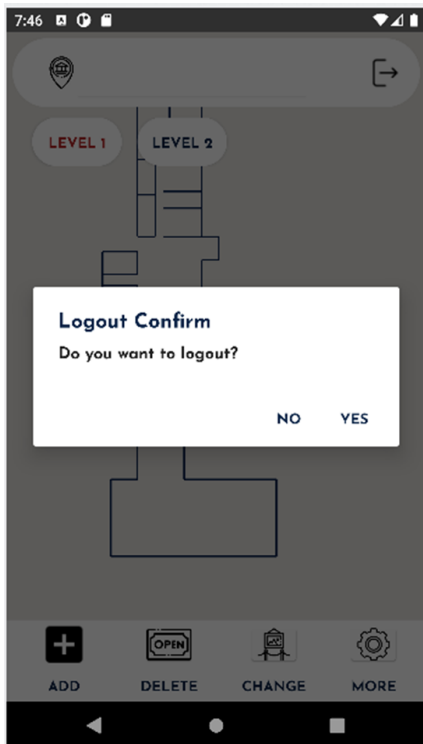 7:46
LEVEL 1
LEVEL 2
Logout Confirm
Do you want to logout?
NO YES
OPEN
ADD DELETE CHANGE MORE